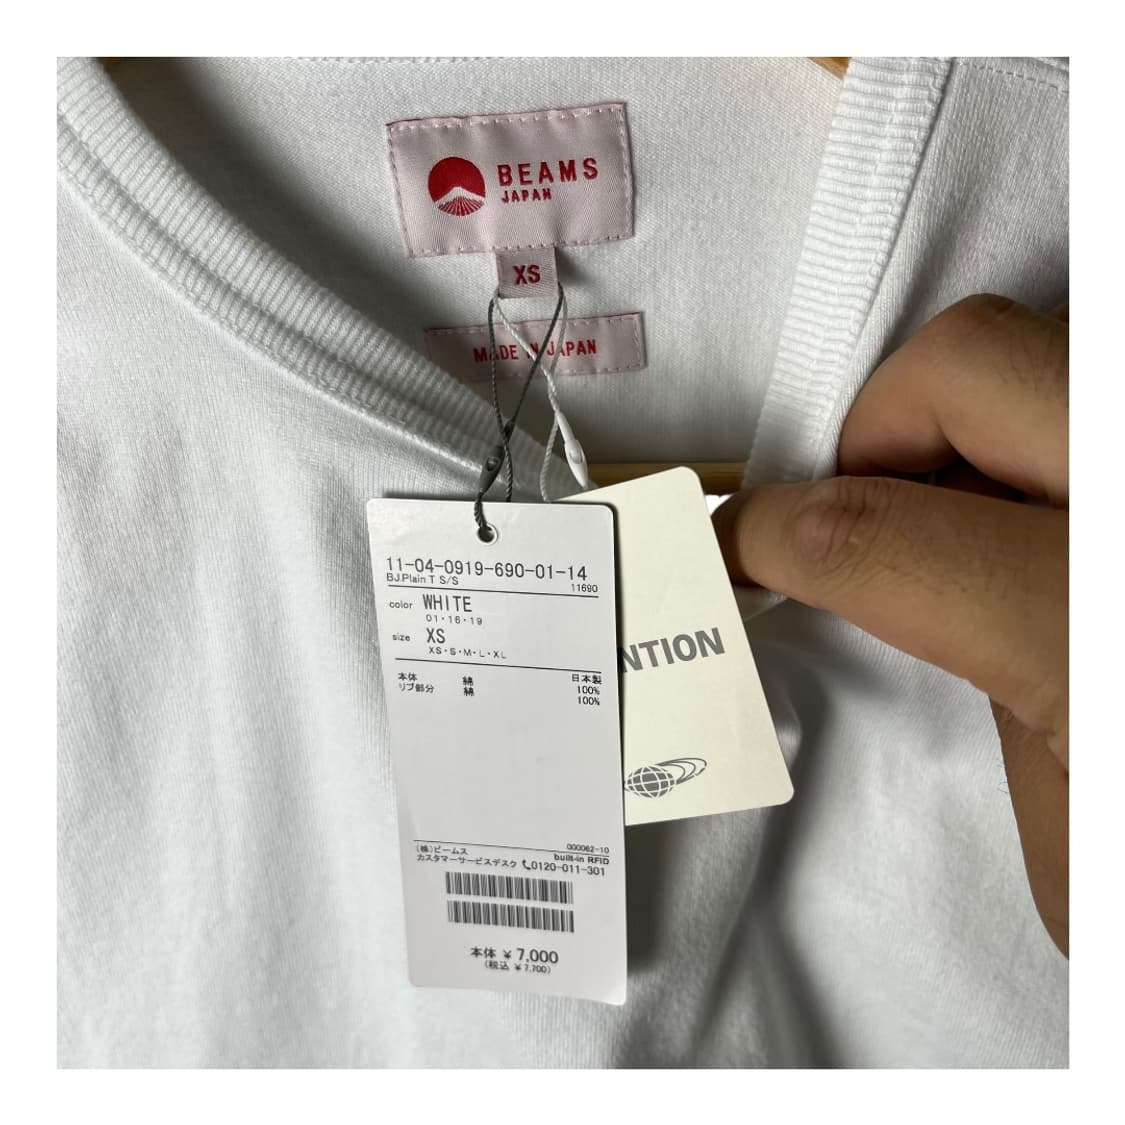 BEAMS
JAPAN
XS
MADE IN JAPAN
11-04-0919-690-01-14
BJ.Plain T S/S 11690
color WHITE
01・16・19
size XS
XS・S・M・L・XL
日本製
本体 綿 100%
リブ部分 綿 100%
NTION
(株)ビームス 000062-10
built-in RFID
カスタマーサービスデスク 0120-011-301
本体 ¥7,000
(税込 ¥7,700)